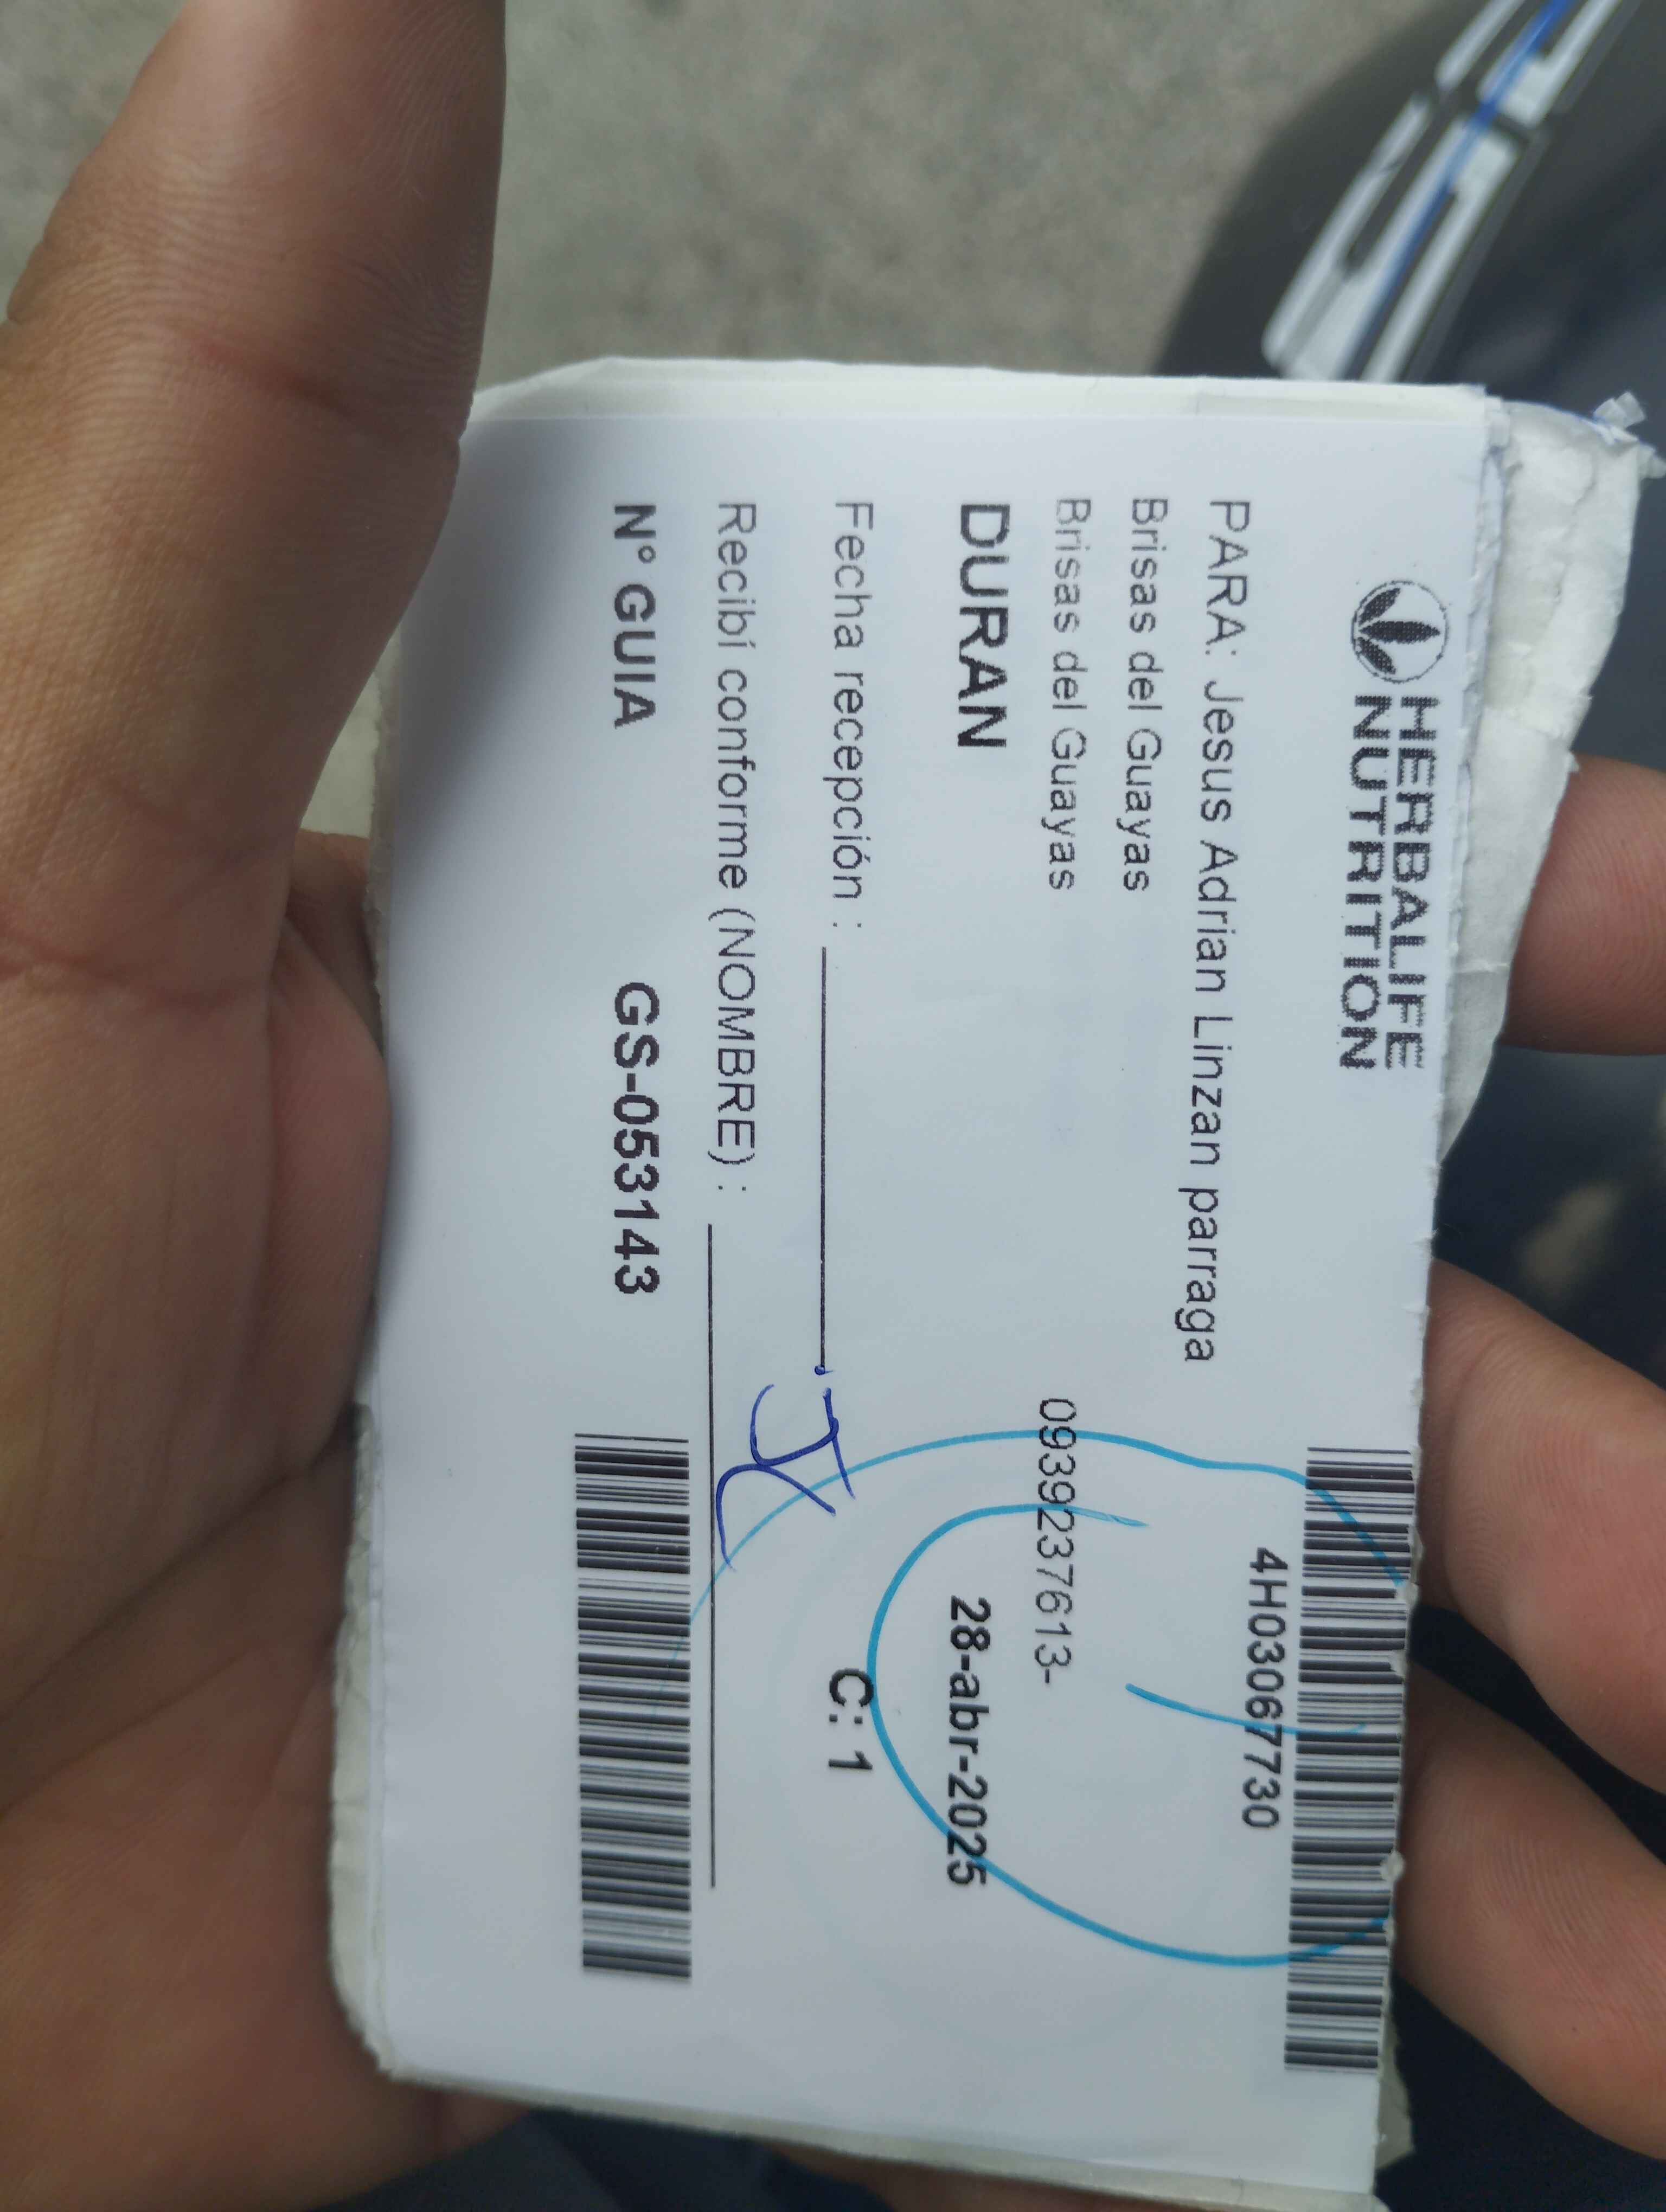 HERBALIFE
NUTRITION
4H03067730
PARA: Jesus Adrian Linzan parraga
Brisas del Guayas
Brisas del Guayas 0939237613-
DURAN 28-abr-2025
Fecha recepción : C: 1
Recibí conforme (NOMBRE) :
N° GUIA GS-053143